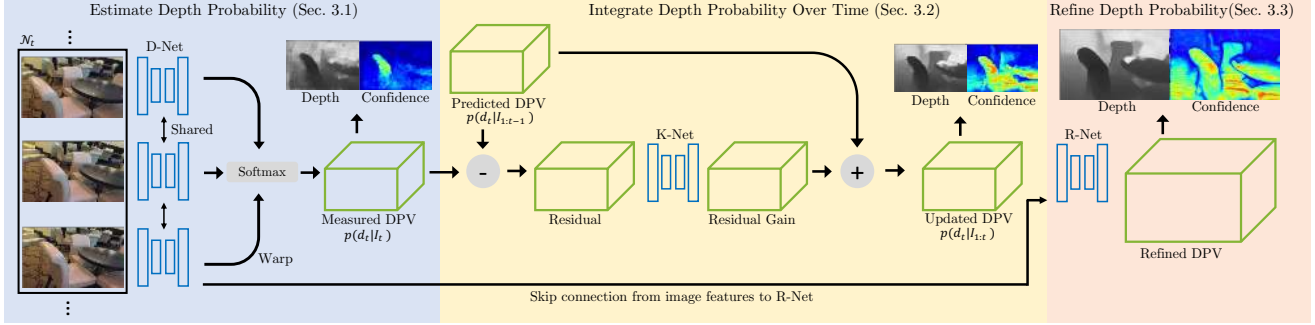 Estimate Depth Probability (Sec. 3.1)
Integrate Depth Probability Over Time (Sec. 3.2)
Refine Depth Probability(Sec. 3.3)
𝒩t
D-Net
Shared
Softmax
Warp
Depth
Confidence
Measured DPV
p(dt|It)
Predicted DPV
p(dt|I1:t−1)
-
Residual
K-Net
Residual Gain
+
Depth
Confidence
Updated DPV
p(dt|I1:t)
Skip connection from image features to R-Net
R-Net
Depth
Confidence
Refined DPV